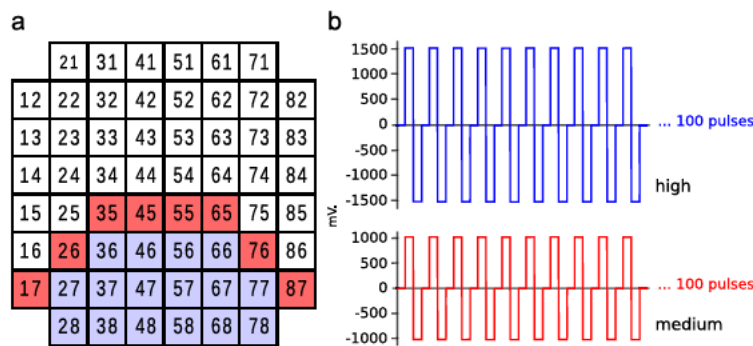 a
21 31 41 51 61 71
12 22 32 42 52 62 72 82
13 23 33 43 53 63 73 83
14 24 34 44 54 64 74 84
15 25 35 45 55 65 75 85
16 26 36 46 56 66 76 86
17 27 37 47 57 67 77 87
28 38 48 58 68 78
b
1500
1000
500
0
-500
-1000
-1500
... 100 pulses
high
mV.
1000
500
0
-500
-1000
... 100 pulses
medium